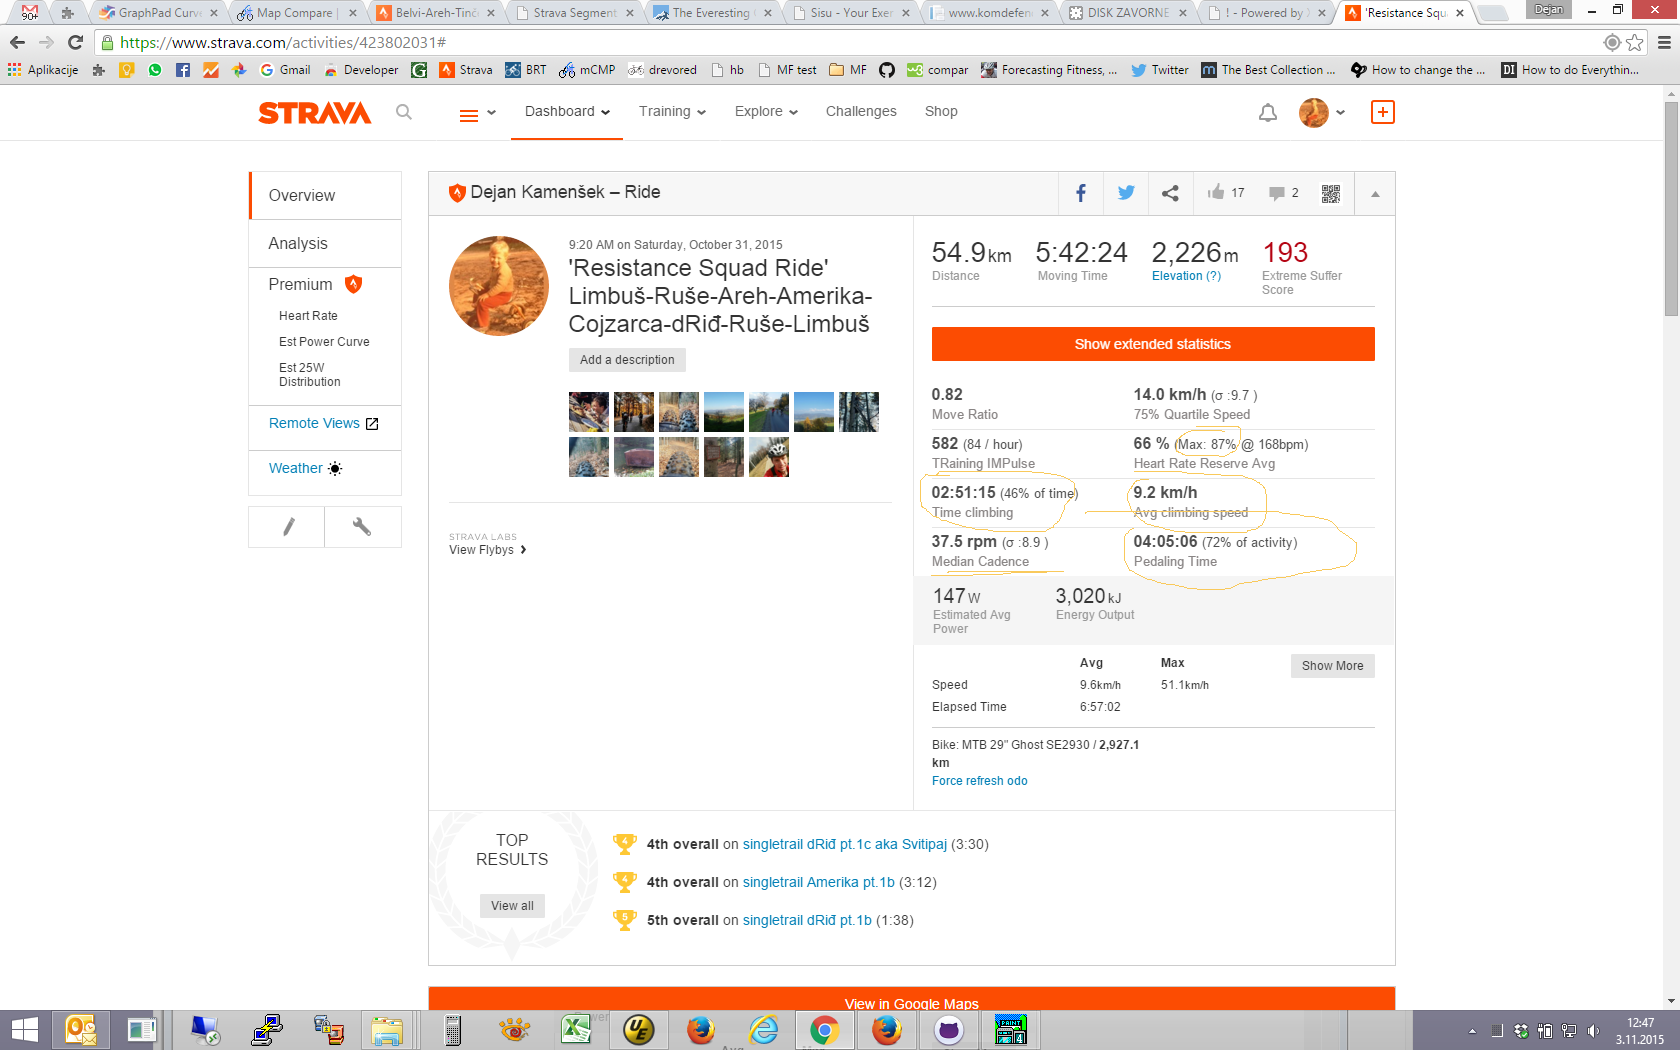 90+
GraphPad Curve
Map Compare |
Belvi-Areh-Tinč
Strava Segment
The Everesting
Sisu - Your Exer
www.komdefen
DISK ZAVORNE
! - Powered by
'Resistance Squ
Dejan
https://www.strava.com/activities/423802031#
Aplikacije
Gmail
Developer
Strava
BRT
mCMP
drevored
hb
MF test
MF
compar
Forecasting Fitness, ...
Twitter
The Best Collection ...
How to change the ...
DI
How to do Everythin...
STRAVA
Dashboard
Training
Explore
Challenges
Shop
Overview
Analysis
Premium
Heart Rate
Est Power Curve
Est 25W
Distribution
Remote Views
Weather
Dejan Kamenšek – Ride
17
2
9:20 AM on Saturday, October 31, 2015
'Resistance Squad Ride'
Limbuš-Ruše-Areh-Amerika-
Cojzarca-dRiđ-Ruše-Limbuš
Add a description
STRAVA LABS
View Flybys
54.9km
Distance
5:42:24
Moving Time
2,226m
Elevation (?)
193
Extreme Suffer
Score
Show extended statistics
0.82
Move Ratio
14.0 km/h (σ :9.7 )
75% Quartile Speed
582 (84 / hour)
TRaining IMPulse
66 % (Max: 87% @ 168bpm)
Heart Rate Reserve Avg
02:51:15 (46% of time)
Time climbing
9.2 km/h
Avg climbing speed
37.5 rpm (σ :8.9 )
Median Cadence
04:05:06 (72% of activity)
Pedaling Time
147W
Estimated Avg
Power
3,020kJ
Energy Output
Avg Max
Show More
Speed 9.6km/h 51.1km/h
Elapsed Time 6:57:02
Bike: MTB 29" Ghost SE2930 / 2,927.1
km
Force refresh odo
TOP
RESULTS
View all
4 4th overall on singletrail dRiđ pt.1c aka Svitipaj (3:30)
4 4th overall on singletrail Amerika pt.1b (3:12)
5 5th overall on singletrail dRiđ pt.1b (1:38)
View in Google Maps
UE
PAINT
4
12:47
3.11.2015